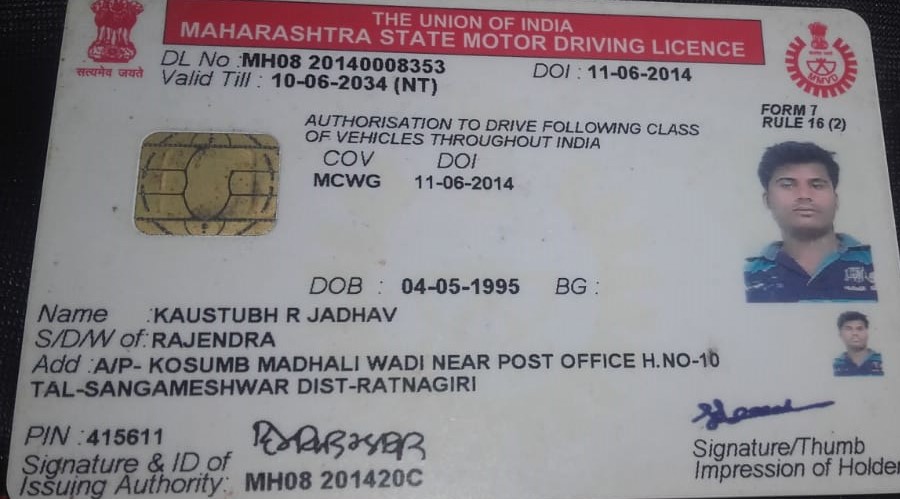 THE UNION OF INDIA
MAHARASHTRA STATE MOTOR DRIVING LICENCE
सत्यमेव जयते
DL No : MH08 20140008353 DOI : 11-06-2014
Valid Till : 10-06-2034 (NT)
MMVD
FORM 7
RULE 16 (2)
AUTHORISATION TO DRIVE FOLLOWING CLASS
OF VEHICLES THROUGHOUT INDIA
COV DOI
MCWG 11-06-2014
DOB : 04-05-1995 BG :
Name : KAUSTUBH R JADHAV
S/D/W of : RAJENDRA
Add : A/P- KOSUMB MADHALI WADI NEAR POST OFFICE H.NO-10
TAL-SANGAMESHWAR DIST-RATNAGIRI
PIN : 415611
Signature & ID of
Issuing Authority: MH08 201420C
Signature/Thumb
Impression of Holder